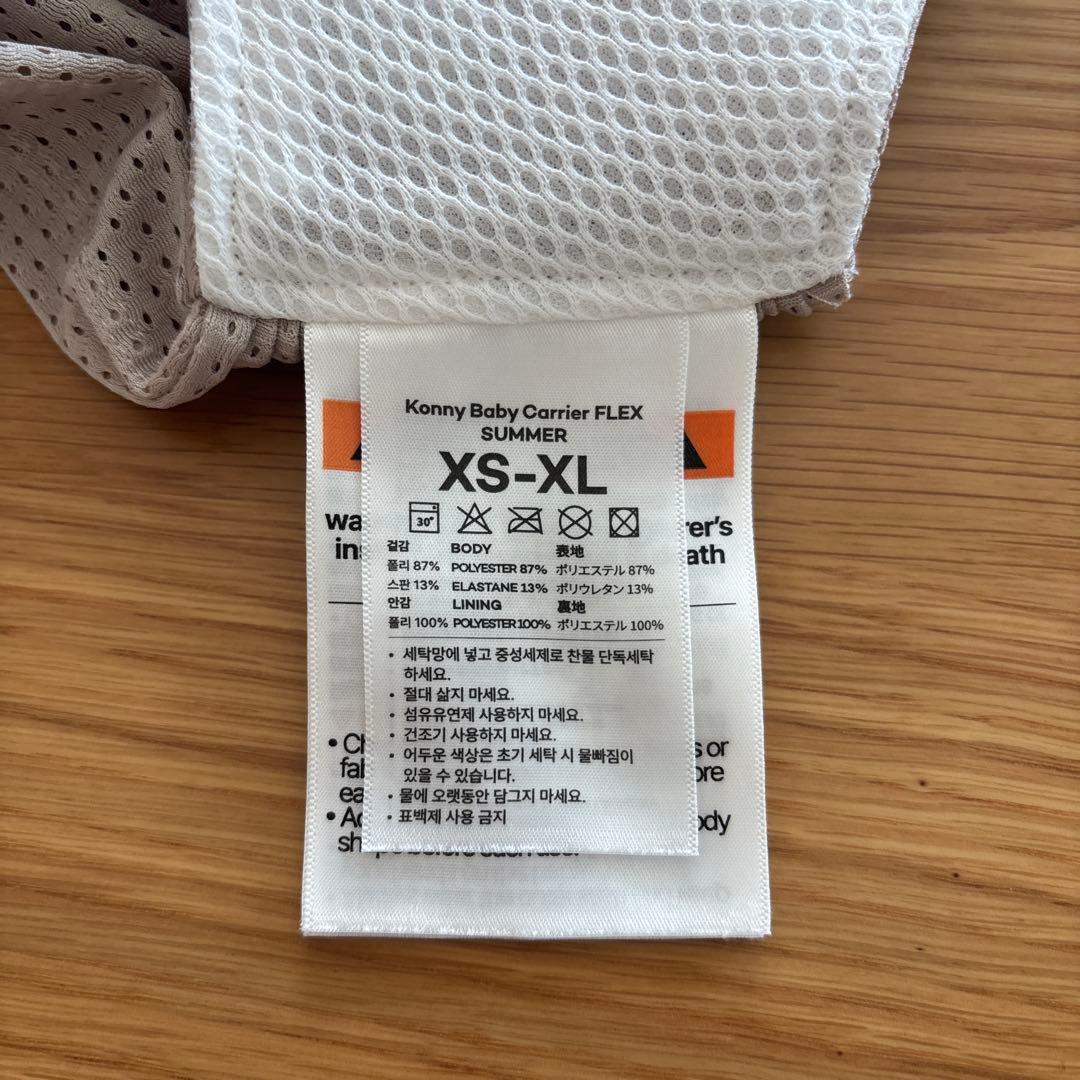 Konny Baby Carrier FLEX
SUMMER
XS-XL
30°
걸감 BODY 表地
폴리 87% POLYESTER 87% ポリエステル 87%
스판 13% ELASTANE 13% ポリウレタン 13%
안감 LINING 裏地
폴리 100% POLYESTER 100% ポリエステル 100%
• 세탁망에 넣고 중성세제로 찬물 단독세탁
하세요.
• 절대 삶지 마세요.
• 섬유유연제 사용하지 마세요.
• 건조기 사용하지 마세요.
• 어두운 색상은 초기 세탁 시 물빠짐이
있을 수 있습니다.
• 물에 오랫동안 담그지 마세요.
• 표백제 사용 금지
or